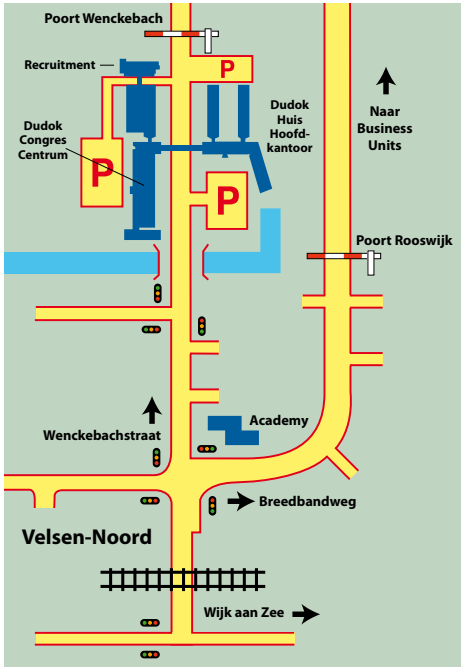 Poort Wenckebach
Recruitment
P
Dudok
Huis
Hoofd-
kantoor
Naar
Business
Units
Dudok
Congres
Centrum
P
P
Poort Rooswijk
Wenckebachstraat
Academy
Breedbandweg
Velsen-Noord
Wijk aan Zee